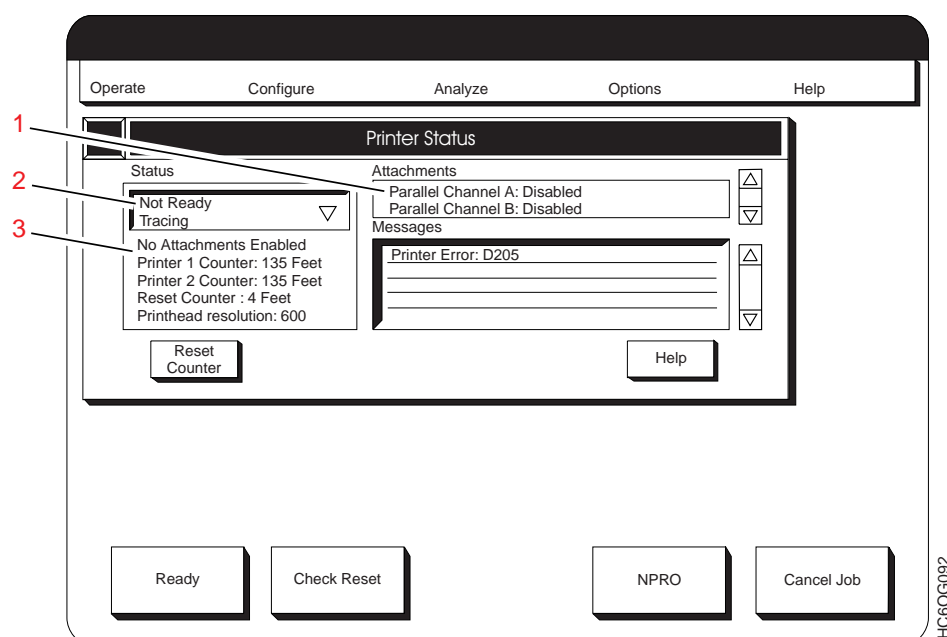 Operate Configure Analyze Options Help
1
Printer Status
Status
Attachments
Parallel Channel A: Disabled
Parallel Channel B: Disabled
2
Not Ready
Tracing
Messages
3
No Attachments Enabled
Printer 1 Counter: 135 Feet
Printer 2 Counter: 135 Feet
Reset Counter : 4 Feet
Printhead resolution: 600
Printer Error: D205
Reset
Counter
Help
Ready
Check Reset
NPRO
Cancel Job
HC6OG092